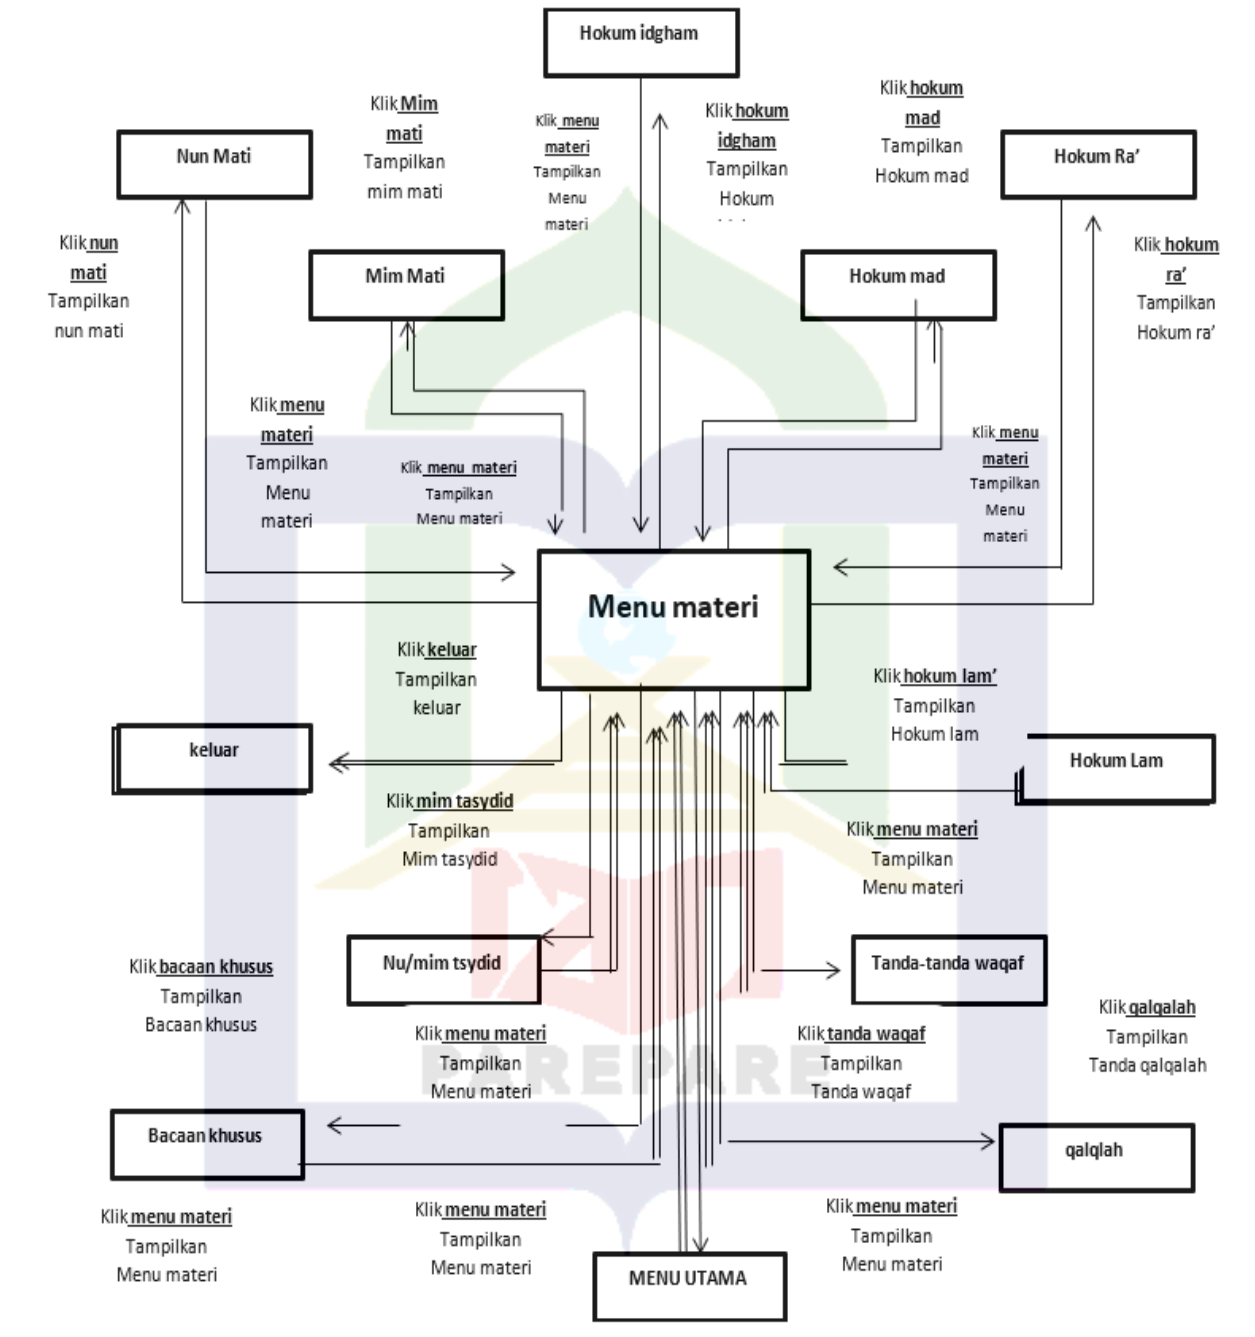 Hokum idgham
Klik Mim
mati
Tampilkan
mim mati
Klik menu
materi
Tampilkan
Menu
materi
Klik hokum
idgham
Tampilkan
Hokum
Klik hokum
mad
Tampilkan
Hokum mad
Nun Mati
Hokum Ra’
Klik nun
mati
Tampilkan
nun mati
Mim Mati
Hokum mad
Klik hokum
ra’
Tampilkan
Hokum ra’
Klik menu
materi
Tampilkan
Menu
materi
Klik menu materi
Tampilkan
Menu materi
Klik menu
materi
Tampilkan
Menu
materi
Menu materi
Klik keluar
Tampilkan
keluar
Klik hokum lam’
Tampilkan
Hokum lam
keluar
Hokum Lam
Klik mim tasydid
Tampilkan
Mim tasydid
Klik menu materi
Tampilkan
Menu materi
Nu/mim tsydid
Tanda-tanda waqaf
Klik bacaan khusus
Tampilkan
Bacaan khusus
Klik menu materi
Tampilkan
Menu materi
Klik tanda waqaf
Tampilkan
Tanda waqaf
Klik qalqalah
Tampilkan
Tanda qalqalah
PAREPARE
Bacaan khusus
qalqlah
Klik menu materi
Tampilkan
Menu materi
Klik menu materi
Tampilkan
Menu materi
Klik menu materi
Tampilkan
Menu materi
MENU UTAMA